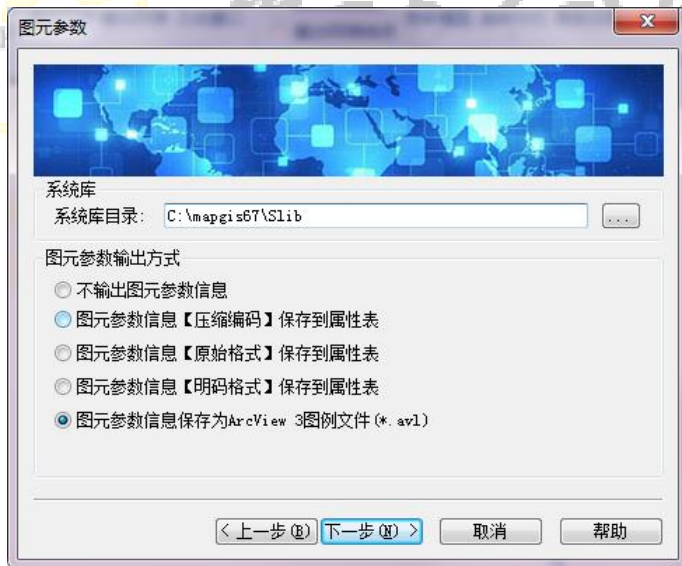 图元参数
系统库
系统库目录: C:\mapgis67\Slib ...
图元参数输出方式
不输出图元参数信息
图元参数信息【压缩编码】保存到属性表
图元参数信息【原始格式】保存到属性表
图元参数信息【明码格式】保存到属性表
图元参数信息保存为ArcView 3图例文件(*.avl)
<上一步(B) 下一步(N)> 取消 帮助